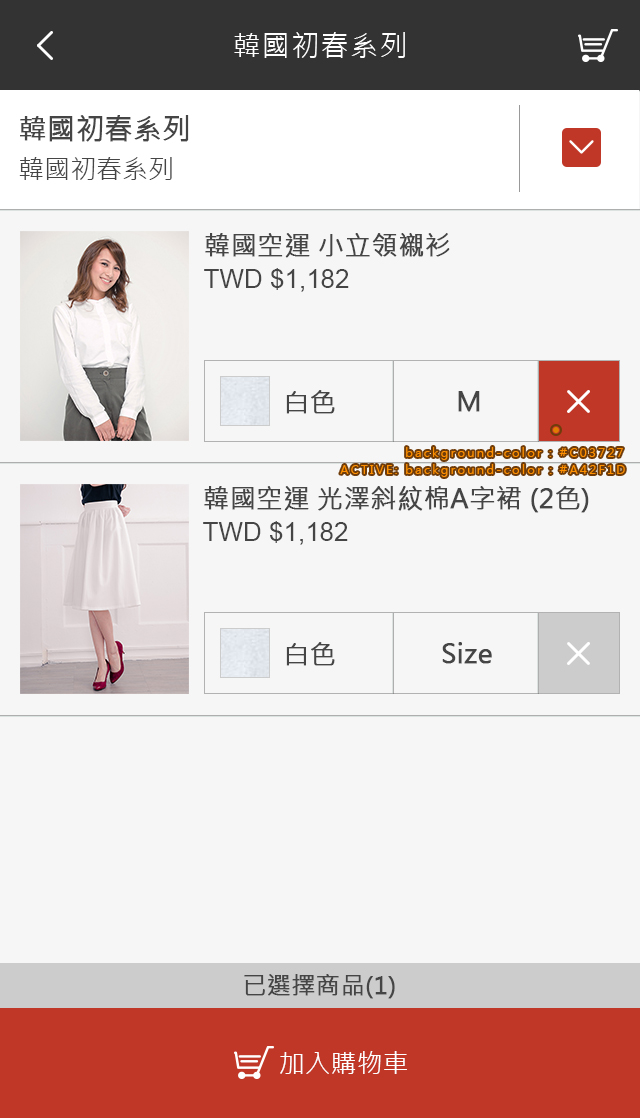 韓國初春系列
韓國初春系列
韓國初春系列
韓國空運 小立領襯衫
TWD $1,182
白色
M
background-color : #C03727
ACTIVE: background-color : #A42F1D
韓國空運 光澤斜紋棉A字裙 (2色)
TWD $1,182
白色
Size
已選擇商品(1)
加入購物車